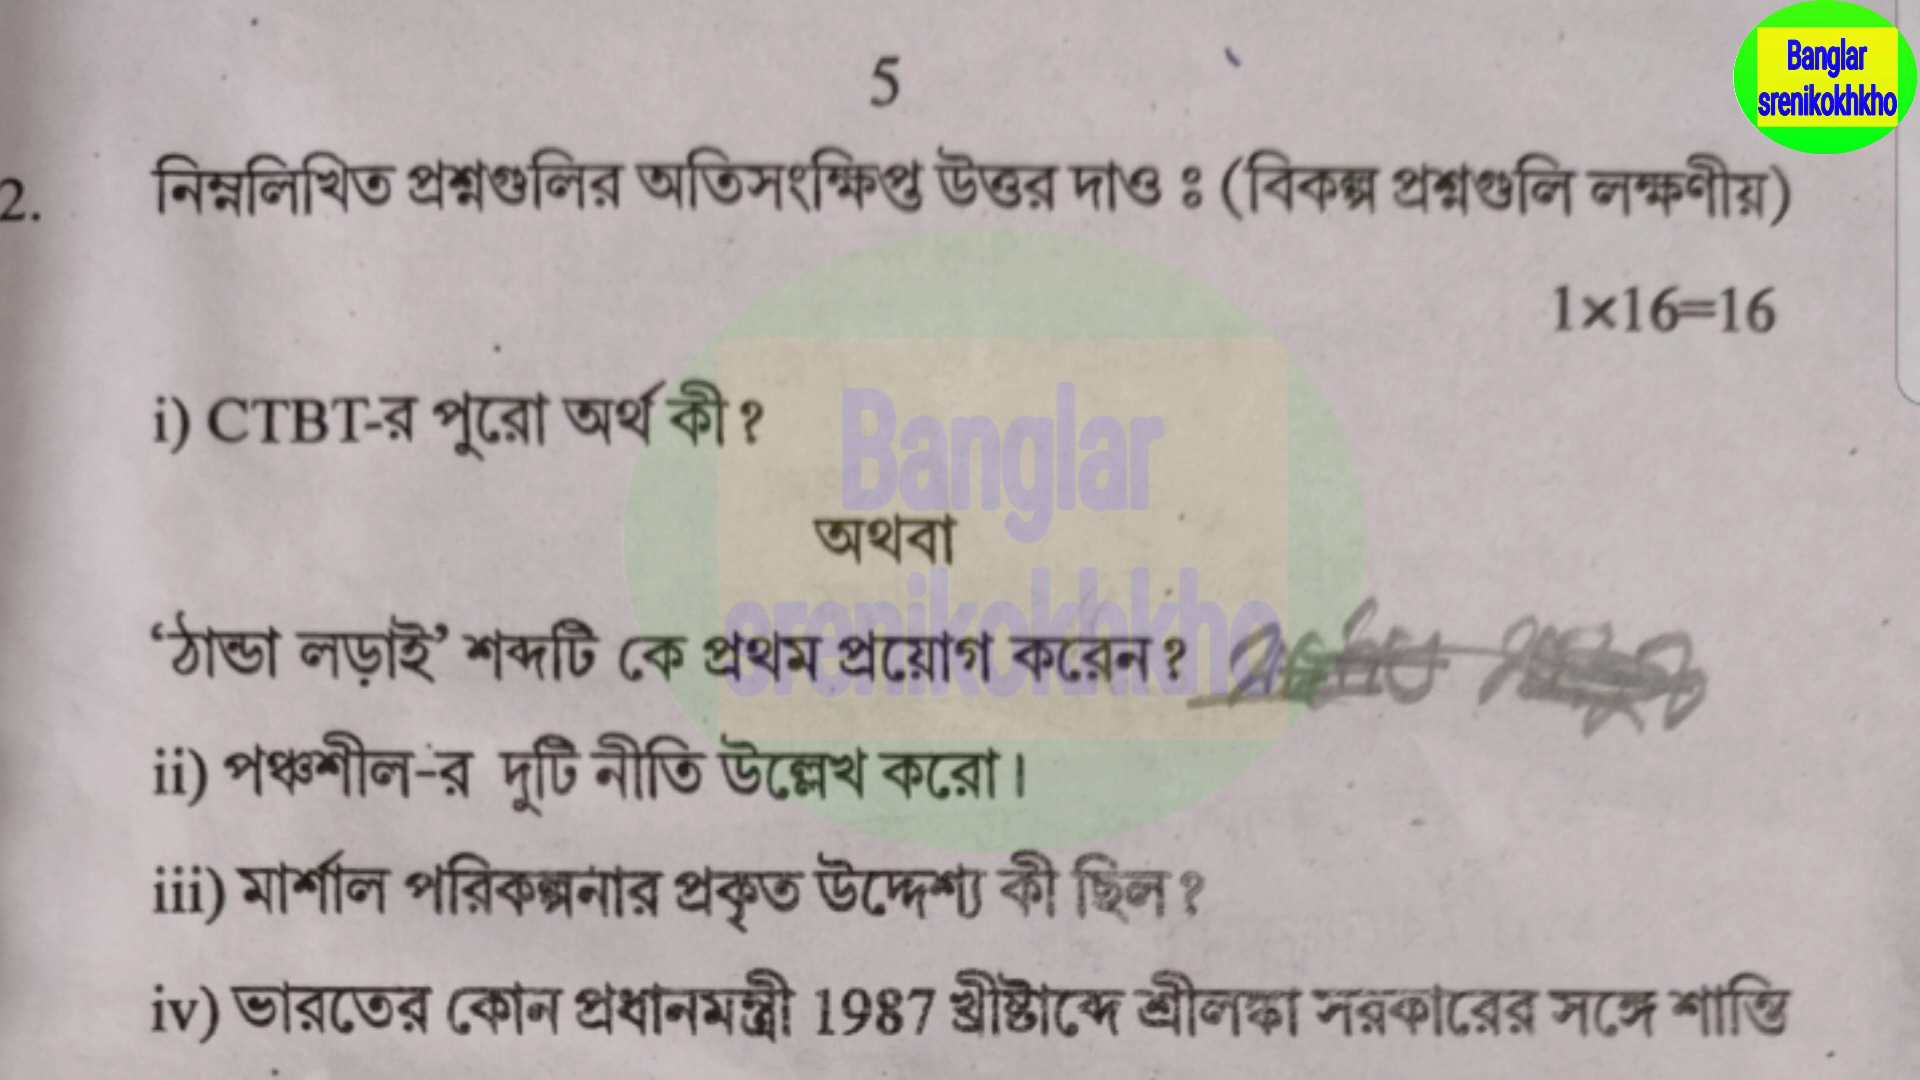 Banglar
srenikokhkho
5
2. নিম্নলিখিত প্রশ্নগুলির অতিসংক্ষিপ্ত উত্তর দাও ঃ (বিকল্প প্রশ্নগুলি লক্ষণীয়)
1×16=16
i) CTBT-র পুরো অর্থ কী ?
Banglar
অথবা
srenikokhkho
‘ঠান্ডা লড়াই’ শব্দটি কে প্রথম প্রয়োগ করেন ?
ii) পঞ্চশীল-র দুটি নীতি উল্লেখ করো।
iii) মার্শাল পরিকল্পনার প্রকৃত উদ্দেশ্য কী ছিল ?
iv) ভারতের কোন প্রধানমন্ত্রী 1987 খ্রীষ্টাব্দে শ্রীলঙ্কা সরকারের সঙ্গে শান্তি